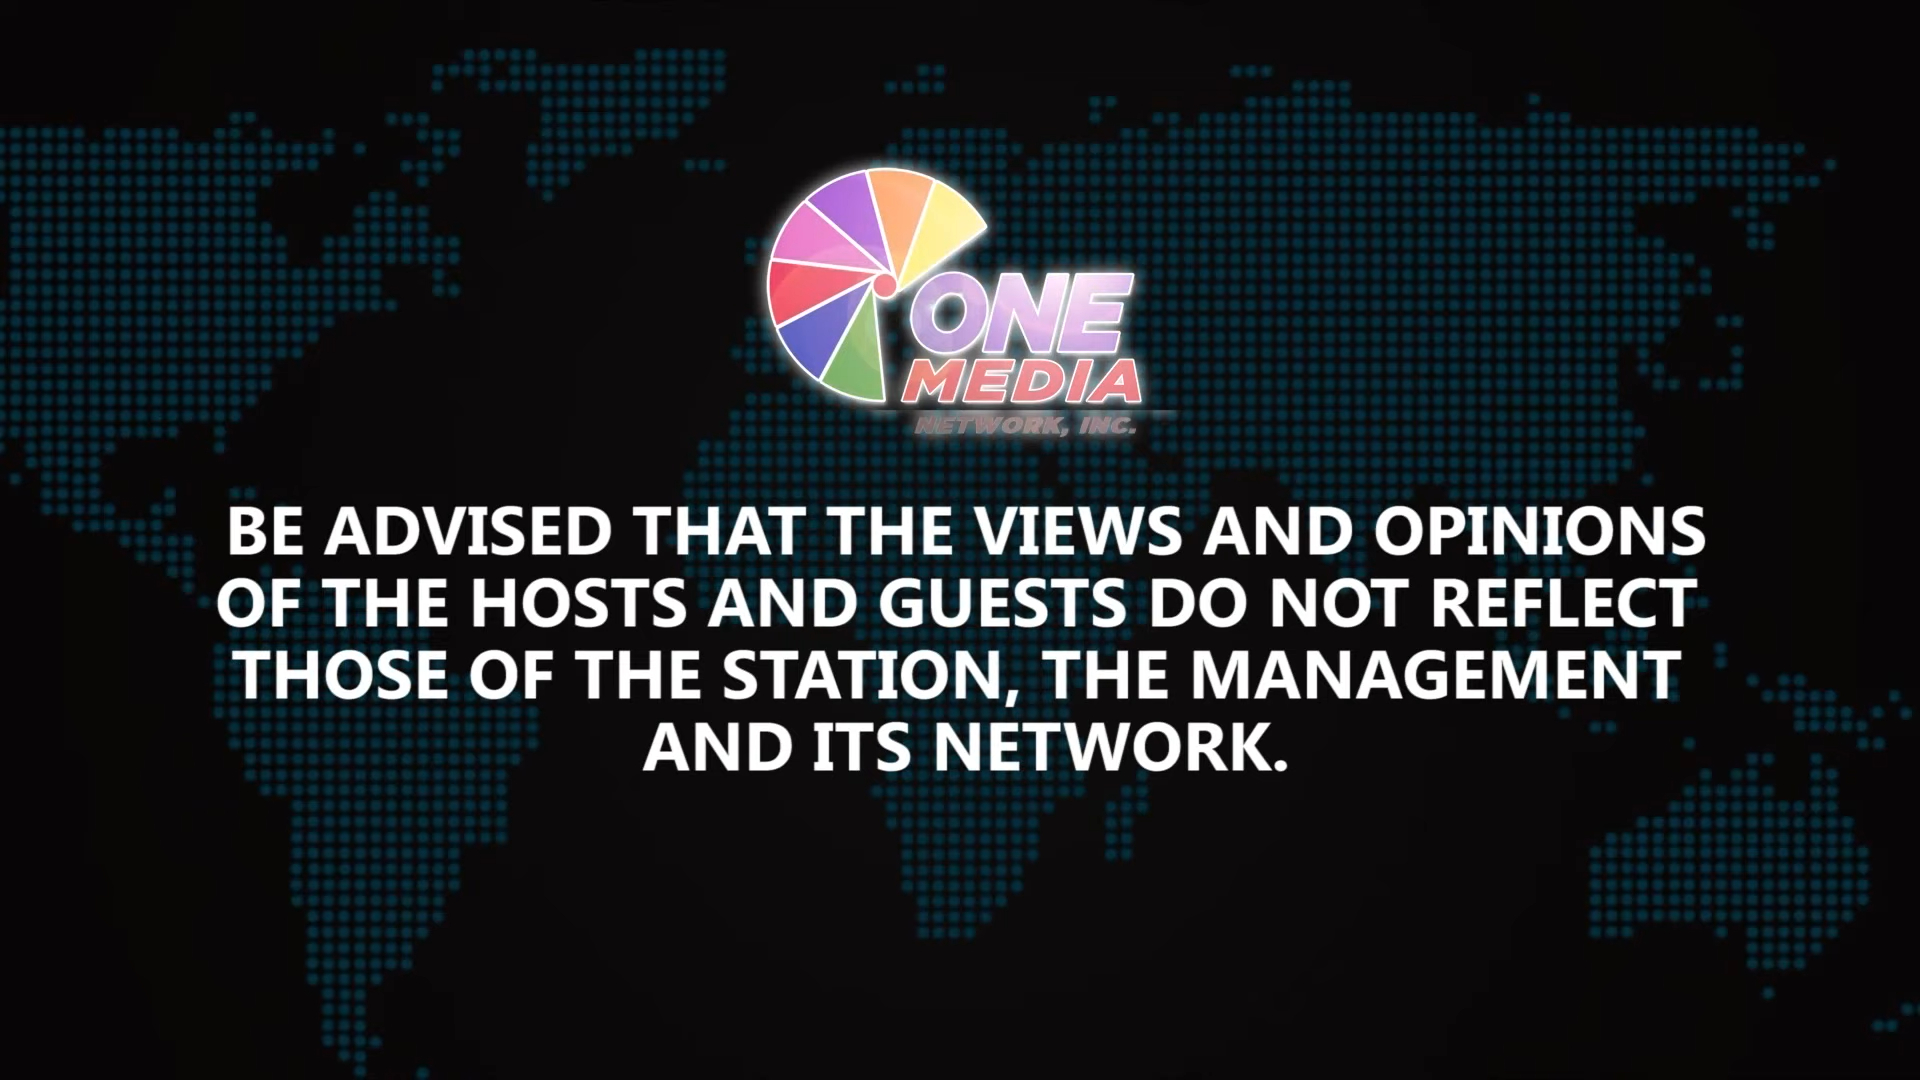 ONE
MEDIA
NETWORK, INC.
BE ADVISED THAT THE VIEWS AND OPINIONS
OF THE HOSTS AND GUESTS DO NOT REFLECT
THOSE OF THE STATION, THE MANAGEMENT
AND ITS NETWORK.